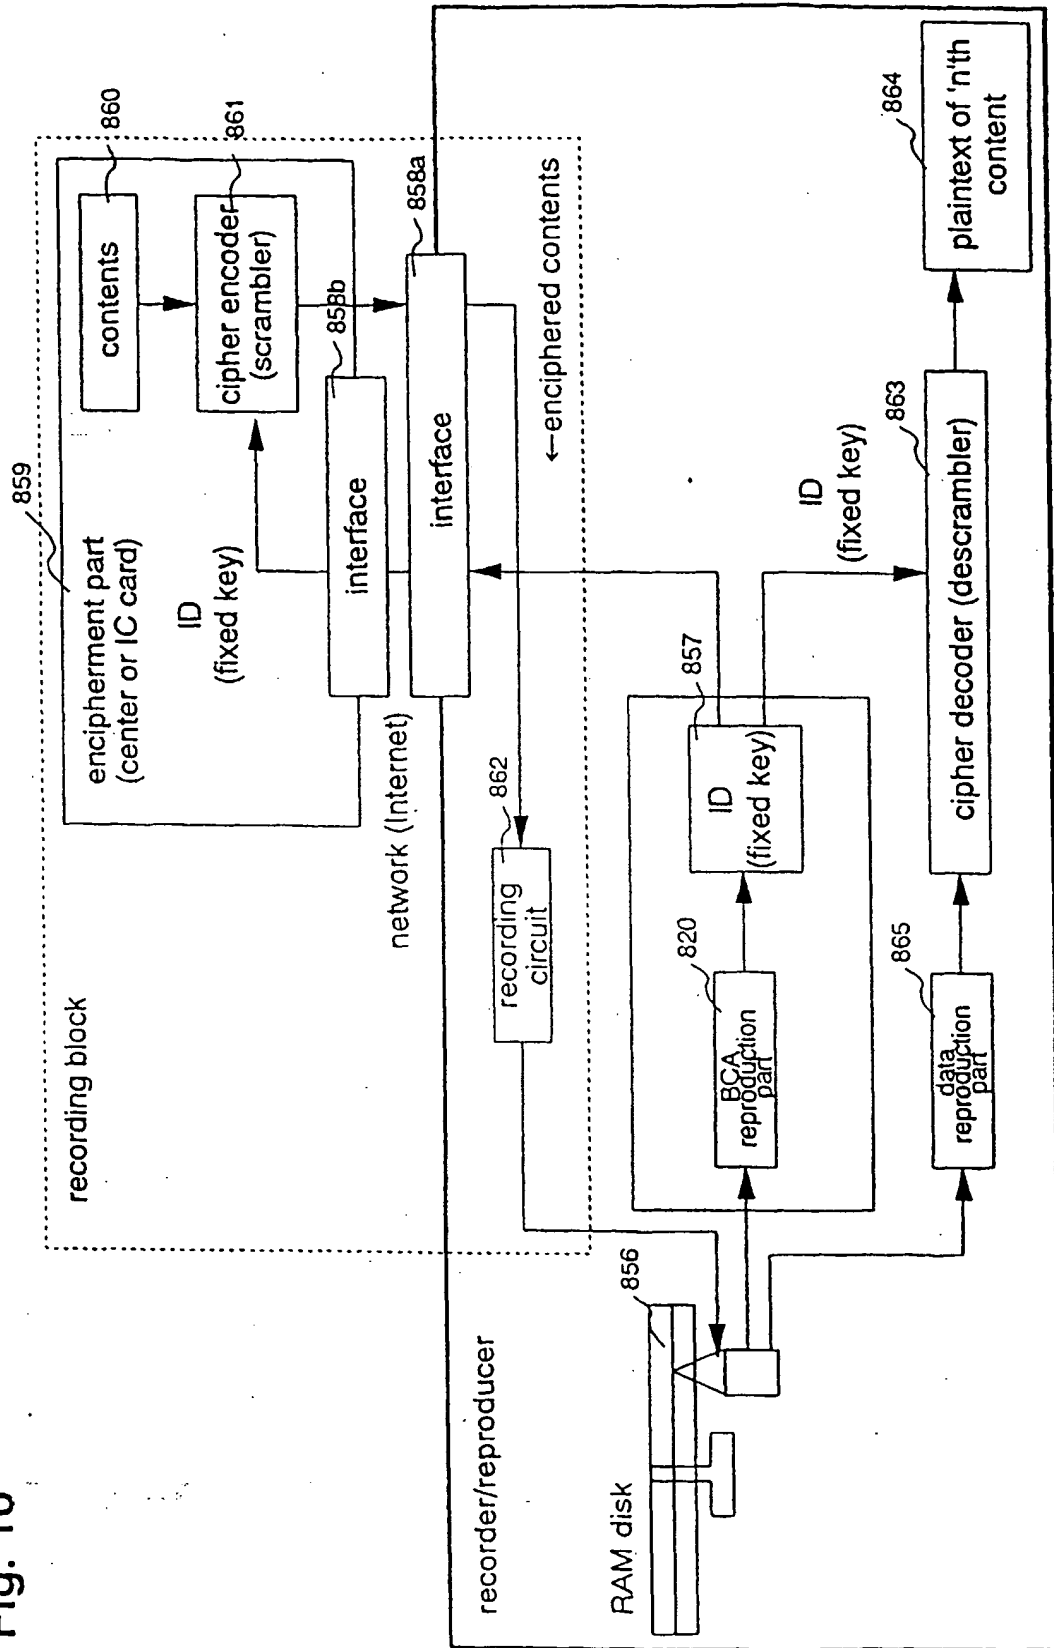 Fig.
recording block
859
encipherment part
(center or IC card)
ID
(fixed key)
contents
860
cipher encoder
(scrambler)
861
interface
858b
network (Internet)
interface
858a
←enciphered contents
recording
circuit
862
recorder/reproducer
RAM disk
856
BCA
reproduction
part
820
ID
(fixed key)
857
ID
(fixed key)
data
reproduction
part
865
cipher decoder (descrambler)
863
plaintext of 'n'th
content
864